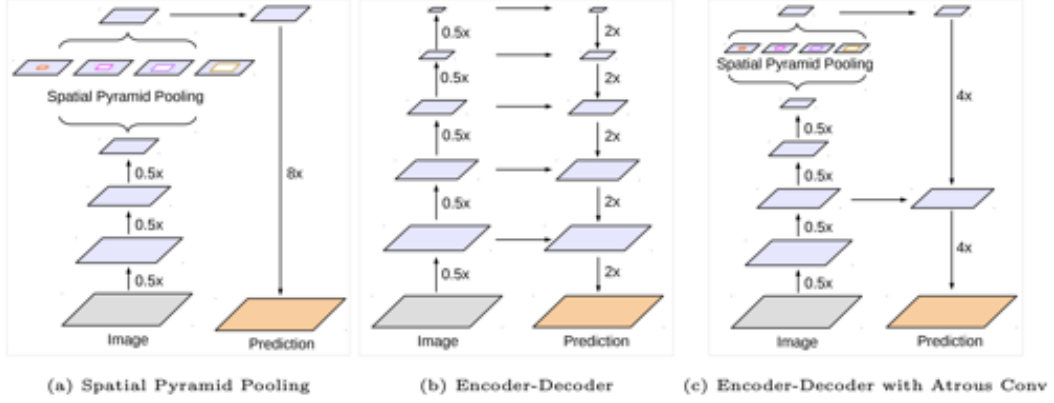 Spatial Pyramid Pooling
0.5x
0.5x
0.5x
8x
Image
Prediction
(a) Spatial Pyramid Pooling
0.5x
2x
0.5x
2x
0.5x
2x
0.5x
2x
0.5x
2x
Image
Prediction
(b) Encoder-Decoder
Spatial Pyramid Pooling
4x
0.5x
0.5x
0.5x
4x
0.5x
Image
Prediction
(c) Encoder-Decoder with Atrous Conv